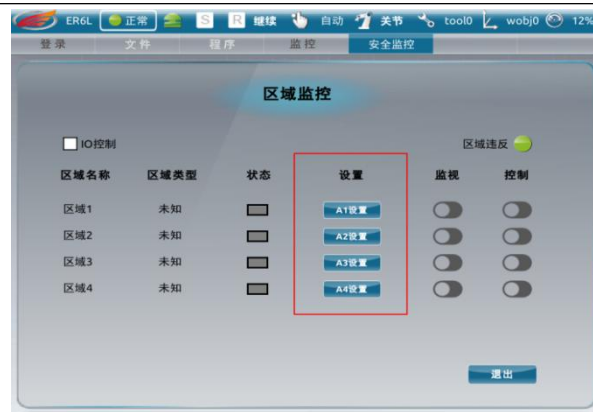 ER6L 正常 S R 继续 自动 关节 tool0 wobj0 12%
登录 文件 程序 监控 安全监控
区域监控
IO控制 区域违反
区域名称 区域类型 状态 设置 监视 控制
区域1 未知 A1设置
区域2 未知 A2设置
区域3 未知 A3设置
区域4 未知 A4设置
退出